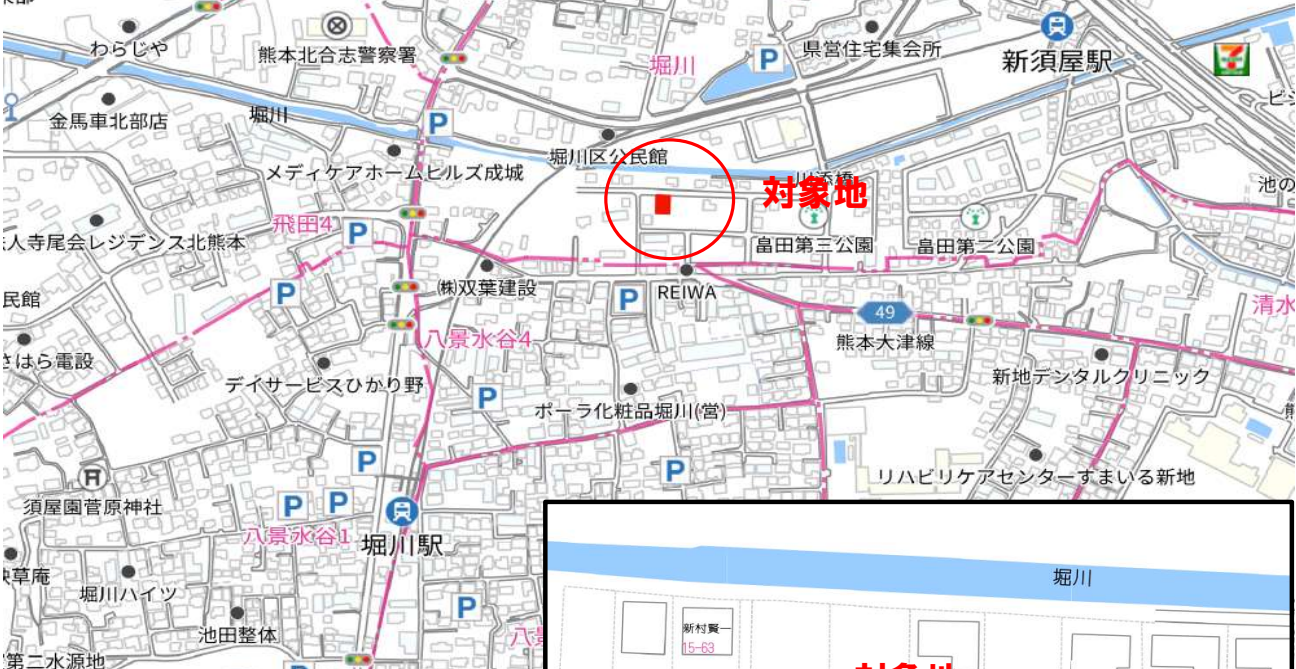 わらじや
熊本北合志警察署
堀川
P
県営住宅集会所
新須屋駅
金馬車北部店
堀川
P
堀川区公民館
メディケアホームヒルズ成城
対象地
池の
人寺尾会レジデンス北熊本
飛田4
P
畠田第三公園
畠田第二公園
民館
P
㈱双葉建設
P
REIWA
49
清水
さはら電設
八景水谷4
熊本大津線
新地デンタルクリニック
デイサービスひかり野
P
ポーラ化粧品堀川(営)
P
P
リハビリケアセンターすまいる新地
須屋園菅原神社
P
P
八景水谷1
堀川駅
草庵
堀川ハイツ
P
堀川
池田整体
新村賢一
15-63
第二水源地
対象地